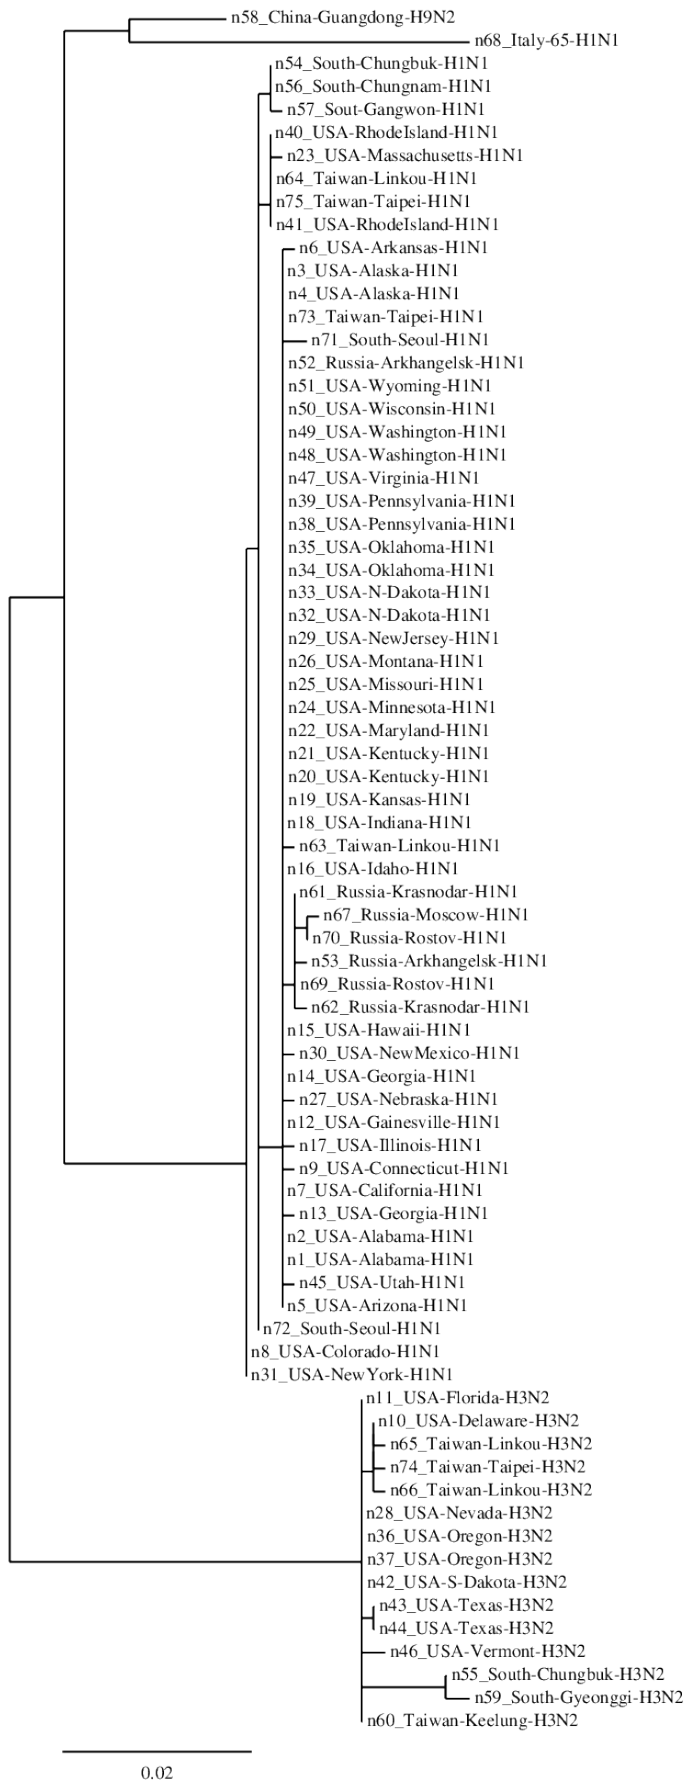 n58_China-Guangdong-H9N2
n68_Italy-65-H1N1
n54_South-Chungbuk-H1N1
n56_South-Chungnam-H1N1
n57_Sout-Gangwon-H1N1
n40_USA-RhodeIsland-H1N1
n23_USA-Massachusetts-H1N1
n64_Taiwan-Linkou-H1N1
n75_Taiwan-Taipei-H1N1
n41_USA-RhodeIsland-H1N1
n6_USA-Arkansas-H1N1
n3_USA-Alaska-H1N1
n4_USA-Alaska-H1N1
n73_Taiwan-Taipei-H1N1
n71_South-Seoul-H1N1
n52_Russia-Arkhangelsk-H1N1
n51_USA-Wyoming-H1N1
n50_USA-Wisconsin-H1N1
n49_USA-Washington-H1N1
n48_USA-Washington-H1N1
n47_USA-Virginia-H1N1
n39_USA-Pennsylvania-H1N1
n38_USA-Pennsylvania-H1N1
n35_USA-Oklahoma-H1N1
n34_USA-Oklahoma-H1N1
n33_USA-N-Dakota-H1N1
n32_USA-N-Dakota-H1N1
n29_USA-NewJersey-H1N1
n26_USA-Montana-H1N1
n25_USA-Missouri-H1N1
n24_USA-Minnesota-H1N1
n22_USA-Maryland-H1N1
n21_USA-Kentucky-H1N1
n20_USA-Kentucky-H1N1
n19_USA-Kansas-H1N1
n18_USA-Indiana-H1N1
n63_Taiwan-Linkou-H1N1
n16_USA-Idaho-H1N1
n61_Russia-Krasnodar-H1N1
n67_Russia-Moscow-H1N1
n70_Russia-Rostov-H1N1
n53_Russia-Arkhangelsk-H1N1
n69_Russia-Rostov-H1N1
n62_Russia-Krasnodar-H1N1
n15_USA-Hawaii-H1N1
n30_USA-NewMexico-H1N1
n14_USA-Georgia-H1N1
n27_USA-Nebraska-H1N1
n12_USA-Gainesville-H1N1
n17_USA-Illinois-H1N1
n9_USA-Connecticut-H1N1
n7_USA-California-H1N1
n13_USA-Georgia-H1N1
n2_USA-Alabama-H1N1
n1_USA-Alabama-H1N1
n45_USA-Utah-H1N1
n5_USA-Arizona-H1N1
n72_South-Seoul-H1N1
n8_USA-Colorado-H1N1
n31_USA-NewYork-H1N1
n11_USA-Florida-H3N2
n10_USA-Delaware-H3N2
n65_Taiwan-Linkou-H3N2
n74_Taiwan-Taipei-H3N2
n66_Taiwan-Linkou-H3N2
n28_USA-Nevada-H3N2
n36_USA-Oregon-H3N2
n37_USA-Oregon-H3N2
n42_USA-S-Dakota-H3N2
n43_USA-Texas-H3N2
n44_USA-Texas-H3N2
n46_USA-Vermont-H3N2
n55_South-Chungbuk-H3N2
n59_South-Gyeonggi-H3N2
n60_Taiwan-Keelung-H3N2
0.02